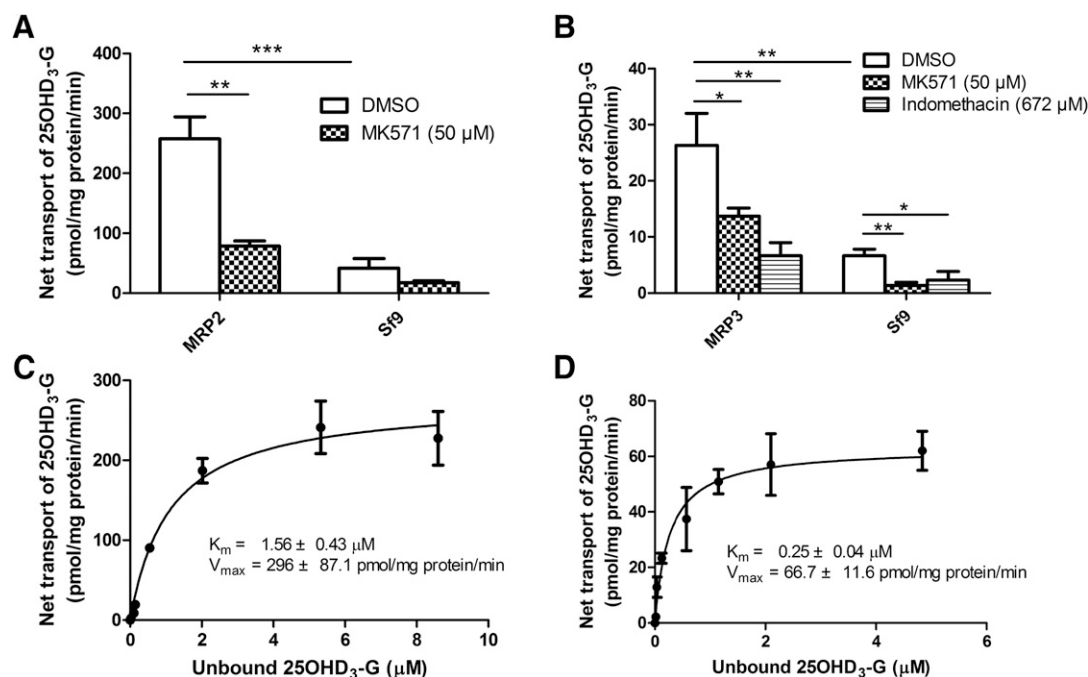 A
Net transport of 25OHD₃-G
(pmol/mg protein/min)
400
300
200
100
0
***
**
DMSO
MK571 (50 µM)
MRP2
Sf9
B
Net transport of 25OHD₃-G
(pmol/mg protein/min)
40
30
20
10
0
**
**
*
*
**
DMSO
MK571 (50 µM)
Indomethacin (672 µM)
MRP3
Sf9
C
Net transport of 25OHD₃-G
(pmol/mg protein/min)
300
200
100
0
Kₘ = 1.56 ± 0.43 µM
Vₘₐₓ = 296 ± 87.1 pmol/mg protein/min
0 2 4 6 8 10
Unbound 25OHD₃-G (µM)
D
Net transport of 25OHD₃-G
(pmol/mg protein/min)
80
60
40
20
0
Kₘ = 0.25 ± 0.04 µM
Vₘₐₓ = 66.7 ± 11.6 pmol/mg protein/min
0 2 4 6
Unbound 25OHD₃-G (µM)